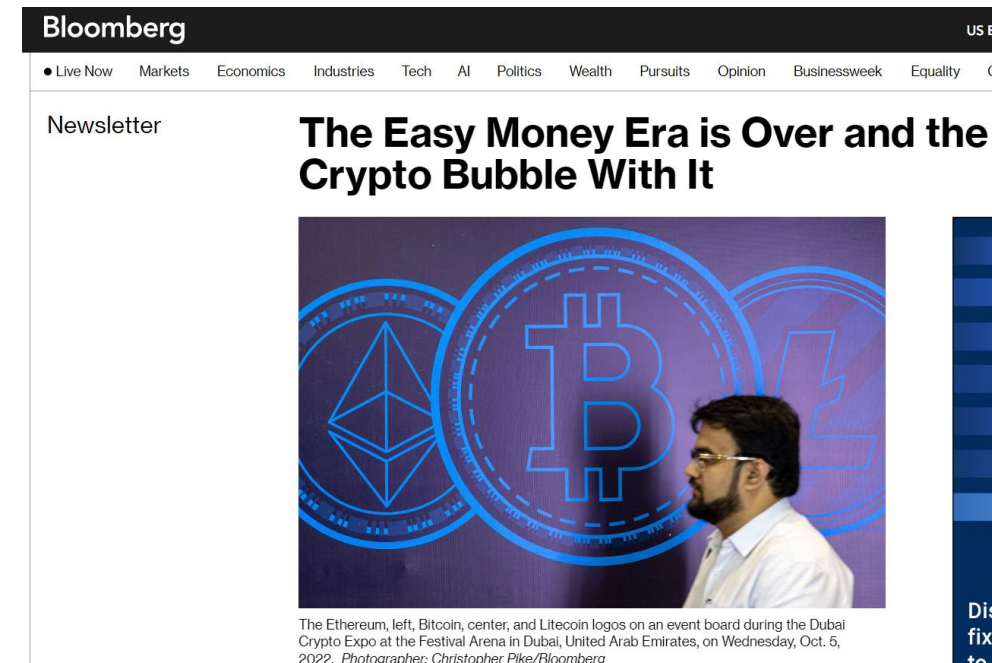 Bloomberg
Live Now Markets Economics Industries Tech AI Politics Wealth Pursuits Opinion Businessweek Equality
Newsletter
The Easy Money Era is Over and the
Crypto Bubble With It
The Ethereum, left, Bitcoin, center, and Litecoin logos on an event board during the Dubai
Crypto Expo at the Festival Arena in Dubai, United Arab Emirates, on Wednesday, Oct. 5,
2022. Photographer: Christopher Pike/Bloomberg